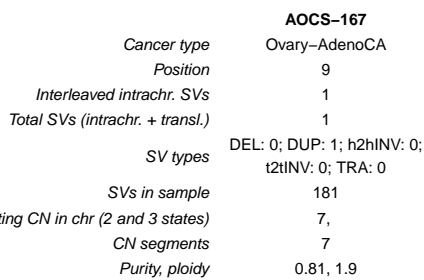 AOCS−167
Cancer type Ovary−AdenoCA
Position 9
Interleaved intrachr. SVs 1
Total SVs (intrachr. + transl.) 1
SV types DEL: 0; DUP: 1; h2hINV: 0;
t2tINV: 0; TRA: 0
SVs in sample 181
ting CN in chr (2 and 3 states) 7,
CN segments 7
Purity, ploidy 0.81, 1.9